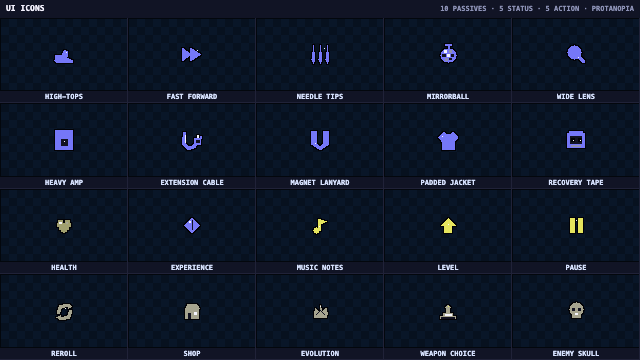 UI ICONS
10 PASSIVES · 5 STATUS · 5 ACTION · PROTANOPIA
HIGH-TOPS
FAST FORWARD
NEEDLE TIPS
MIRRORBALL
WIDE LENS
HEAVY AMP
EXTENSION CABLE
MAGNET LANYARD
PADDED JACKET
RECOVERY TAPE
HEALTH
EXPERIENCE
MUSIC NOTES
LEVEL
PAUSE
REROLL
SHOP
EVOLUTION
WEAPON CHOICE
ENEMY SKULL